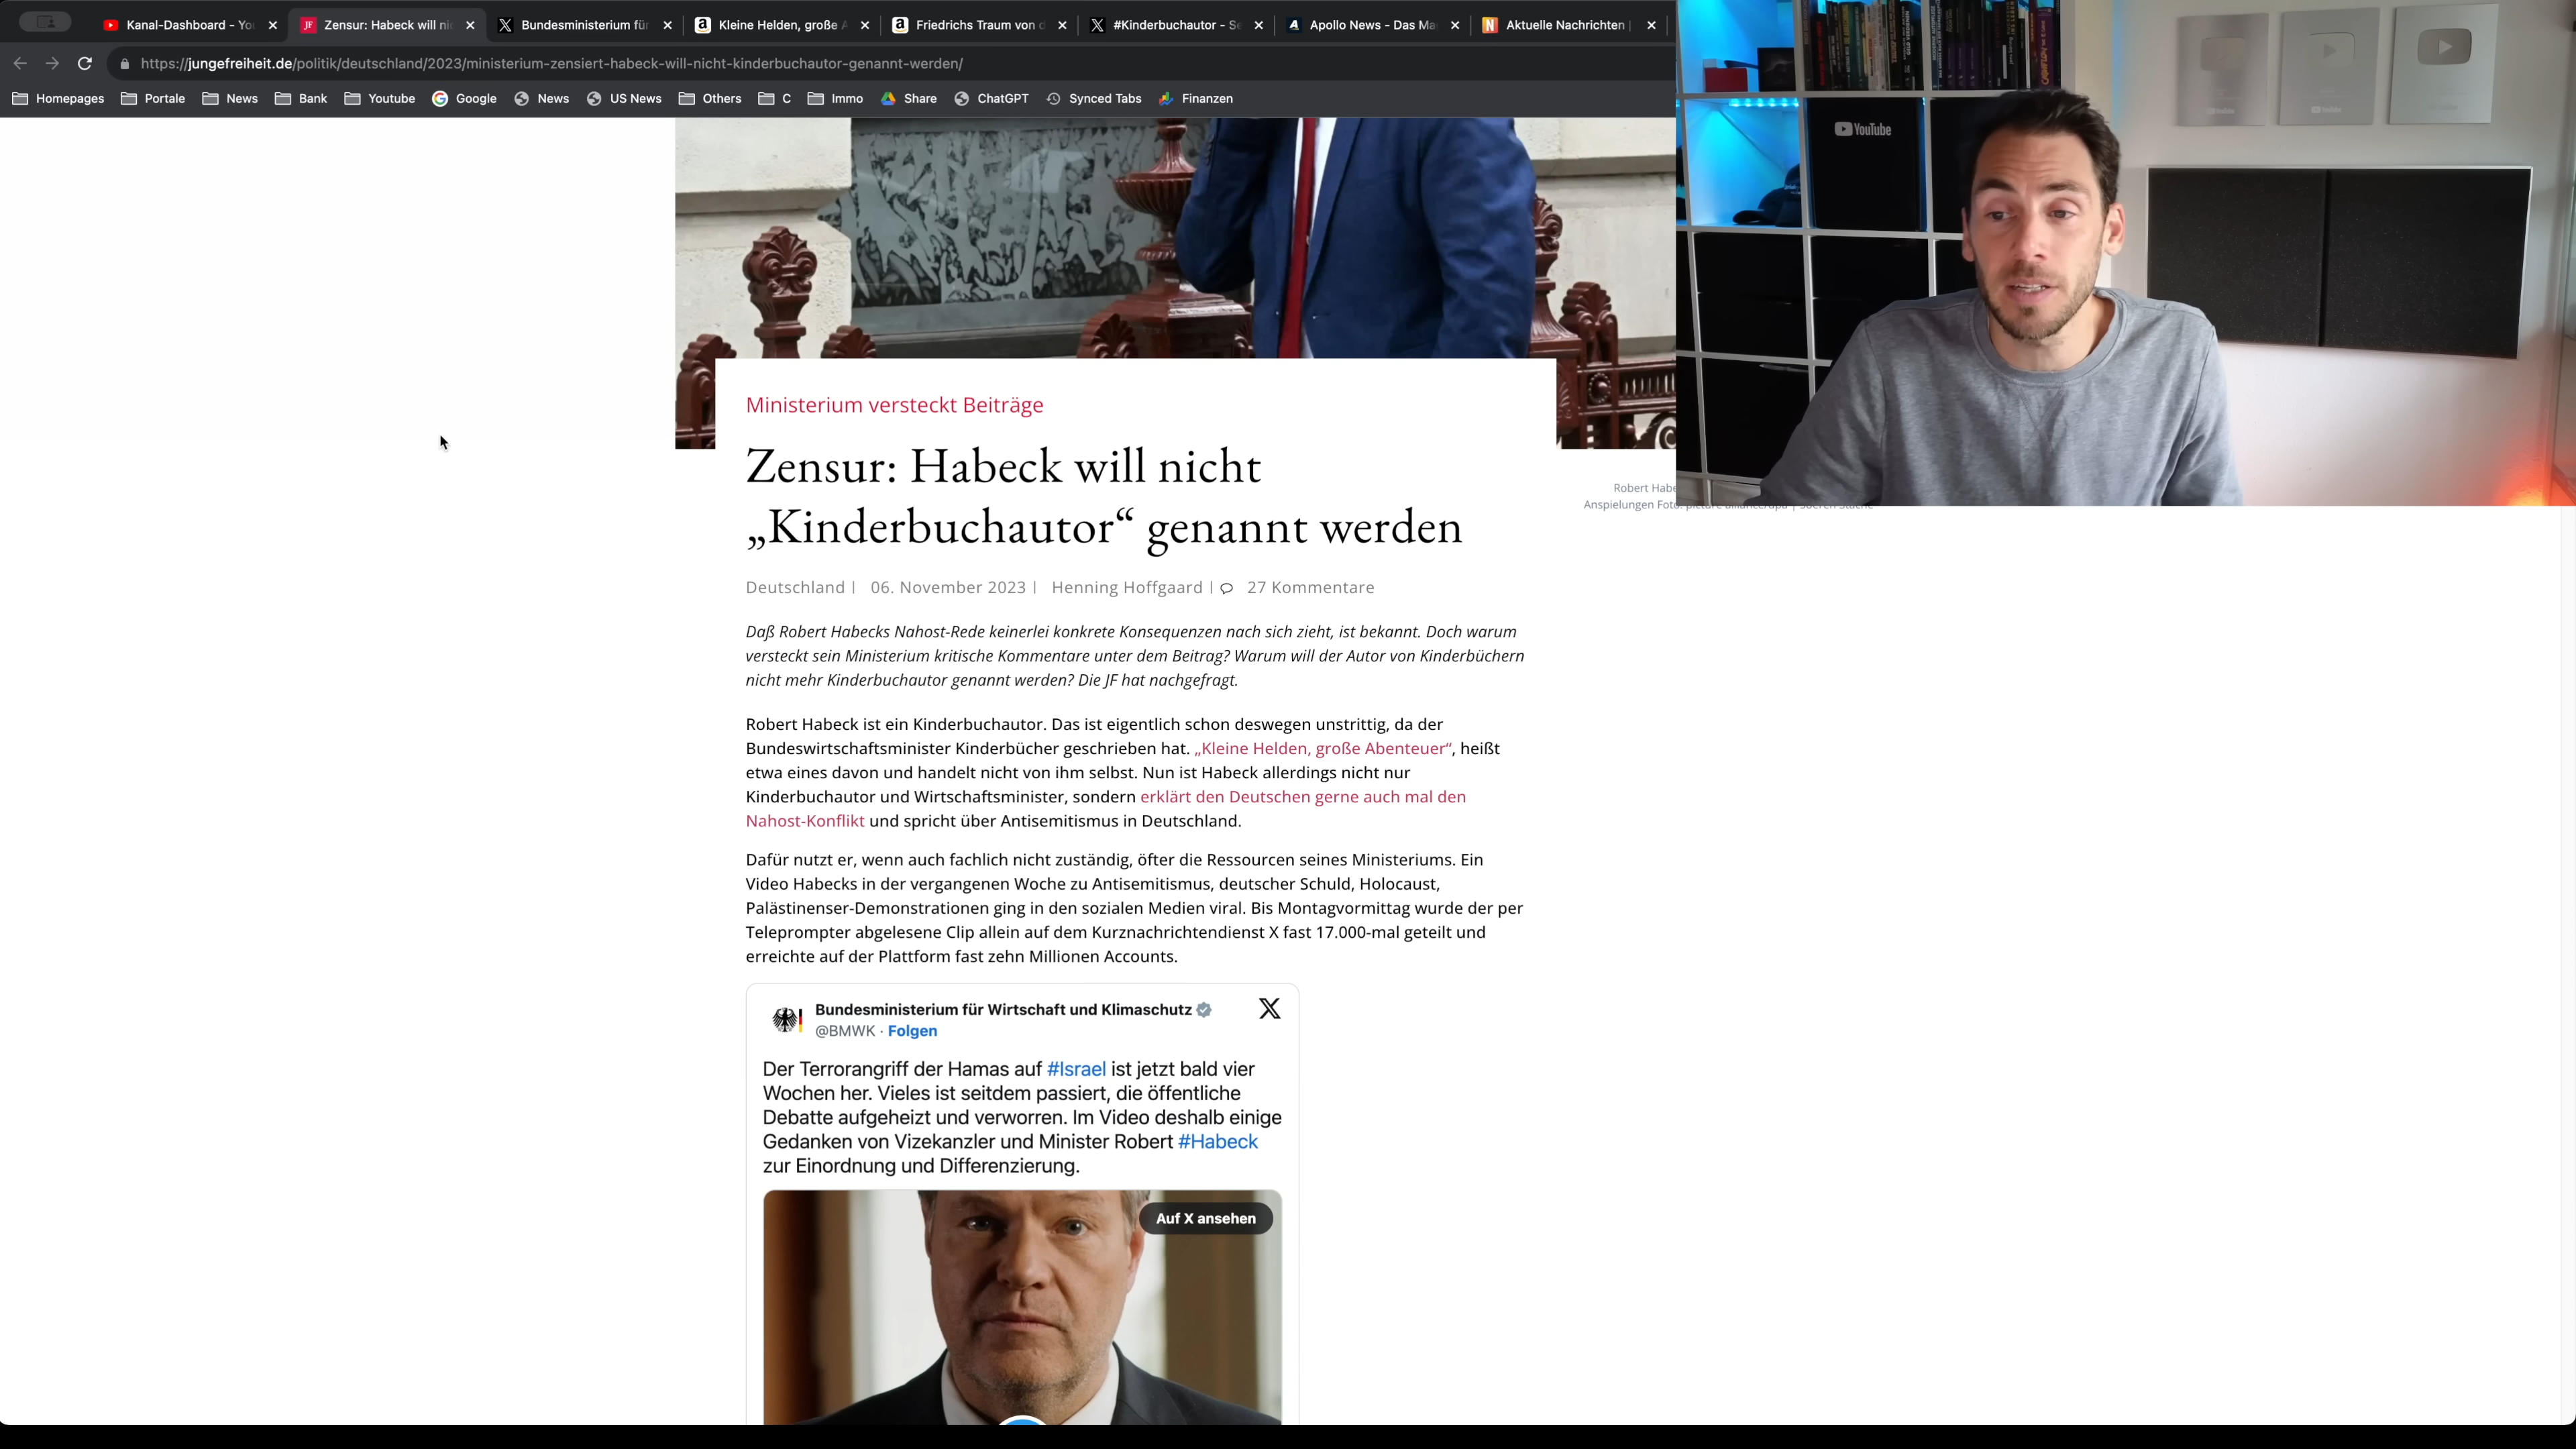 Kanal-Dashboard - Yo
Zensur: Habeck will ni
Bundesministerium für
Kleine Helden, große A
Friedrichs Traum von d
#Kinderbuchautor - Se
Apollo News - Das Ma
Aktuelle Nachrichten |
https://jungefreiheit.de/politik/deutschland/2023/ministerium-zensiert-habeck-will-nicht-kinderbuchautor-genannt-werden/
Homepages Portale News Bank Youtube Google News US News Others C Immo Share ChatGPT Synced Tabs Finanzen
YouTube
Ministerium versteckt Beiträge
Zensur: Habeck will nicht
„Kinderbuchautor“ genannt werden
Robert Habe
Anspielungen Foto: picture alliance/dpa | Soeren Stache
Deutschland | 06. November 2023 | Henning Hoffgaard | 27 Kommentare
Daß Robert Habecks Nahost-Rede keinerlei konkrete Konsequenzen nach sich zieht, ist bekannt. Doch warum
versteckt sein Ministerium kritische Kommentare unter dem Beitrag? Warum will der Autor von Kinderbüchern
nicht mehr Kinderbuchautor genannt werden? Die JF hat nachgefragt.
Robert Habeck ist ein Kinderbuchautor. Das ist eigentlich schon deswegen unstrittig, da der
Bundeswirtschaftsminister Kinderbücher geschrieben hat. „Kleine Helden, große Abenteuer“, heißt
etwa eines davon und handelt nicht von ihm selbst. Nun ist Habeck allerdings nicht nur
Kinderbuchautor und Wirtschaftsminister, sondern erklärt den Deutschen gerne auch mal den
Nahost-Konflikt und spricht über Antisemitismus in Deutschland.
Dafür nutzt er, wenn auch fachlich nicht zuständig, öfter die Ressourcen seines Ministeriums. Ein
Video Habecks in der vergangenen Woche zu Antisemitismus, deutscher Schuld, Holocaust,
Palästinenser-Demonstrationen ging in den sozialen Medien viral. Bis Montagvormittag wurde der per
Teleprompter abgelesene Clip allein auf dem Kurznachrichtendienst X fast 17.000-mal geteilt und
erreichte auf der Plattform fast zehn Millionen Accounts.
Bundesministerium für Wirtschaft und Klimaschutz
@BMWK · Folgen
Der Terrorangriff der Hamas auf #Israel ist jetzt bald vier
Wochen her. Vieles ist seitdem passiert, die öffentliche
Debatte aufgeheizt und verworren. Im Video deshalb einige
Gedanken von Vizekanzler und Minister Robert #Habeck
zur Einordnung und Differenzierung.
Auf X ansehen